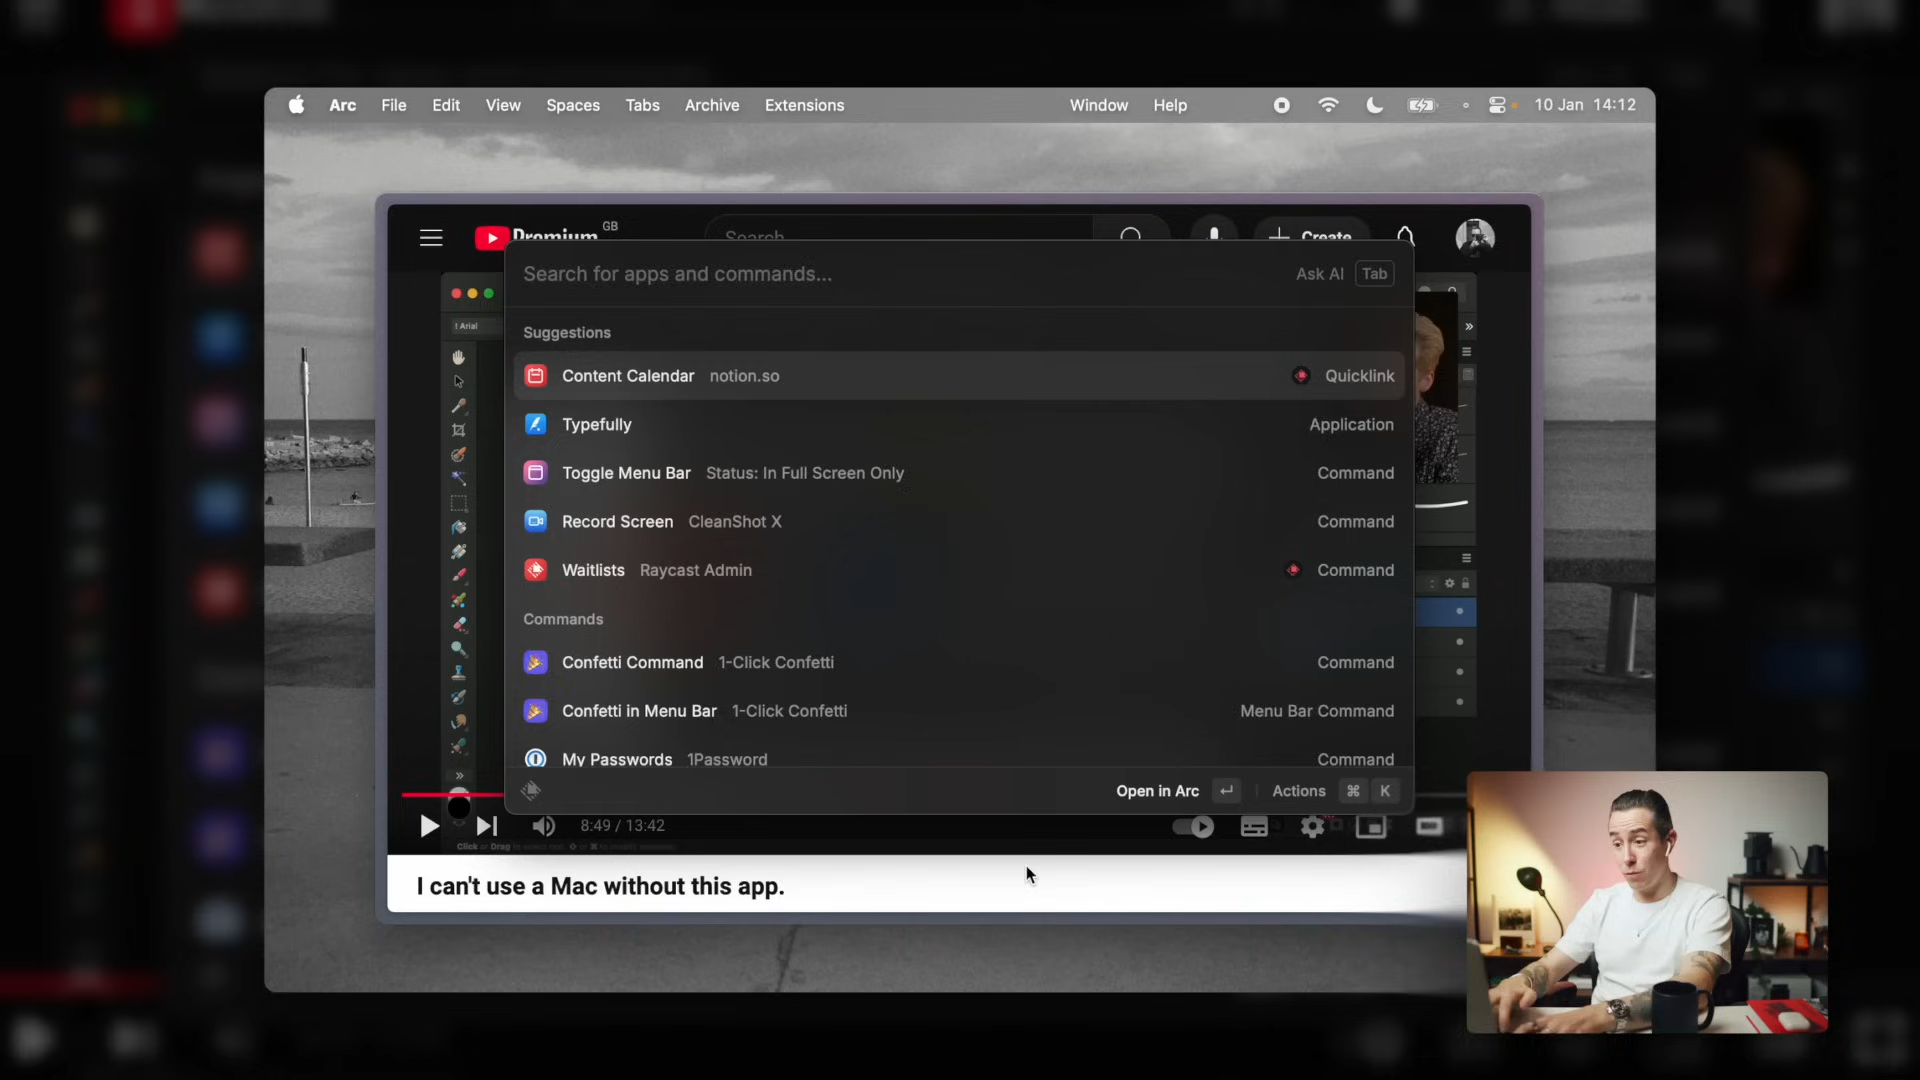 Arc File Edit View Spaces Tabs Archive Extensions Window Help 10 Jan 14:12
Premium GB Search Create
Search for apps and commands... Ask AI Tab
! Arial
Suggestions
Content Calendar notion.so Quicklink
Typefully Application
Toggle Menu Bar Status: In Full Screen Only Command
Record Screen CleanShot X Command
Waitlists Raycast Admin Command
Commands
Confetti Command 1-Click Confetti Command
Confetti in Menu Bar 1-Click Confetti Menu Bar Command
My Passwords 1Password Command
Open in Arc ↵ Actions ⌘ K
8:49 / 13:42
Click or Drag
I can't use a Mac without this app.